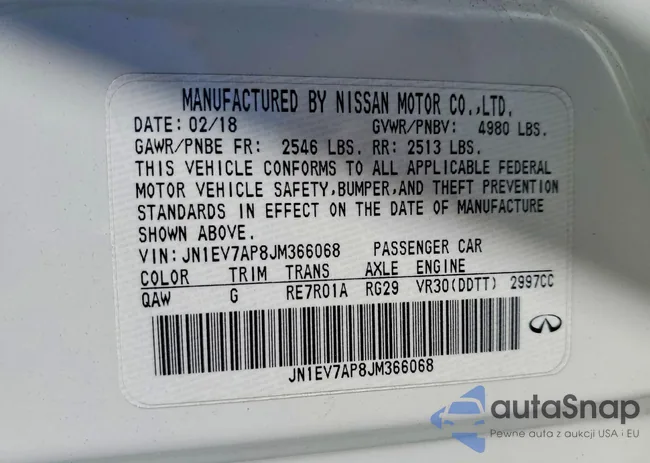 MANUFACTURED BY NISSAN MOTOR CO.,LTD.
DATE: 02/18 GVWR/PNBV: 4980 LBS.
GAWR/PNBE FR: 2546 LBS. RR: 2513 LBS.
THIS VEHICLE CONFORMS TO ALL APPLICABLE FEDERAL
MOTOR VEHICLE SAFETY,BUMPER,AND THEFT PREVENTION
STANDARDS IN EFFECT ON THE DATE OF MANUFACTURE
SHOWN ABOVE.
VIN: JN1EV7AP8JM366068 PASSENGER CAR
COLOR TRIM TRANS AXLE ENGINE
QAW G RE7R01A RG29 VR30(DDTT) 2997CC
JN1EV7AP8JM366068
autaSnap
Pewne auta z aukcji USA i EU